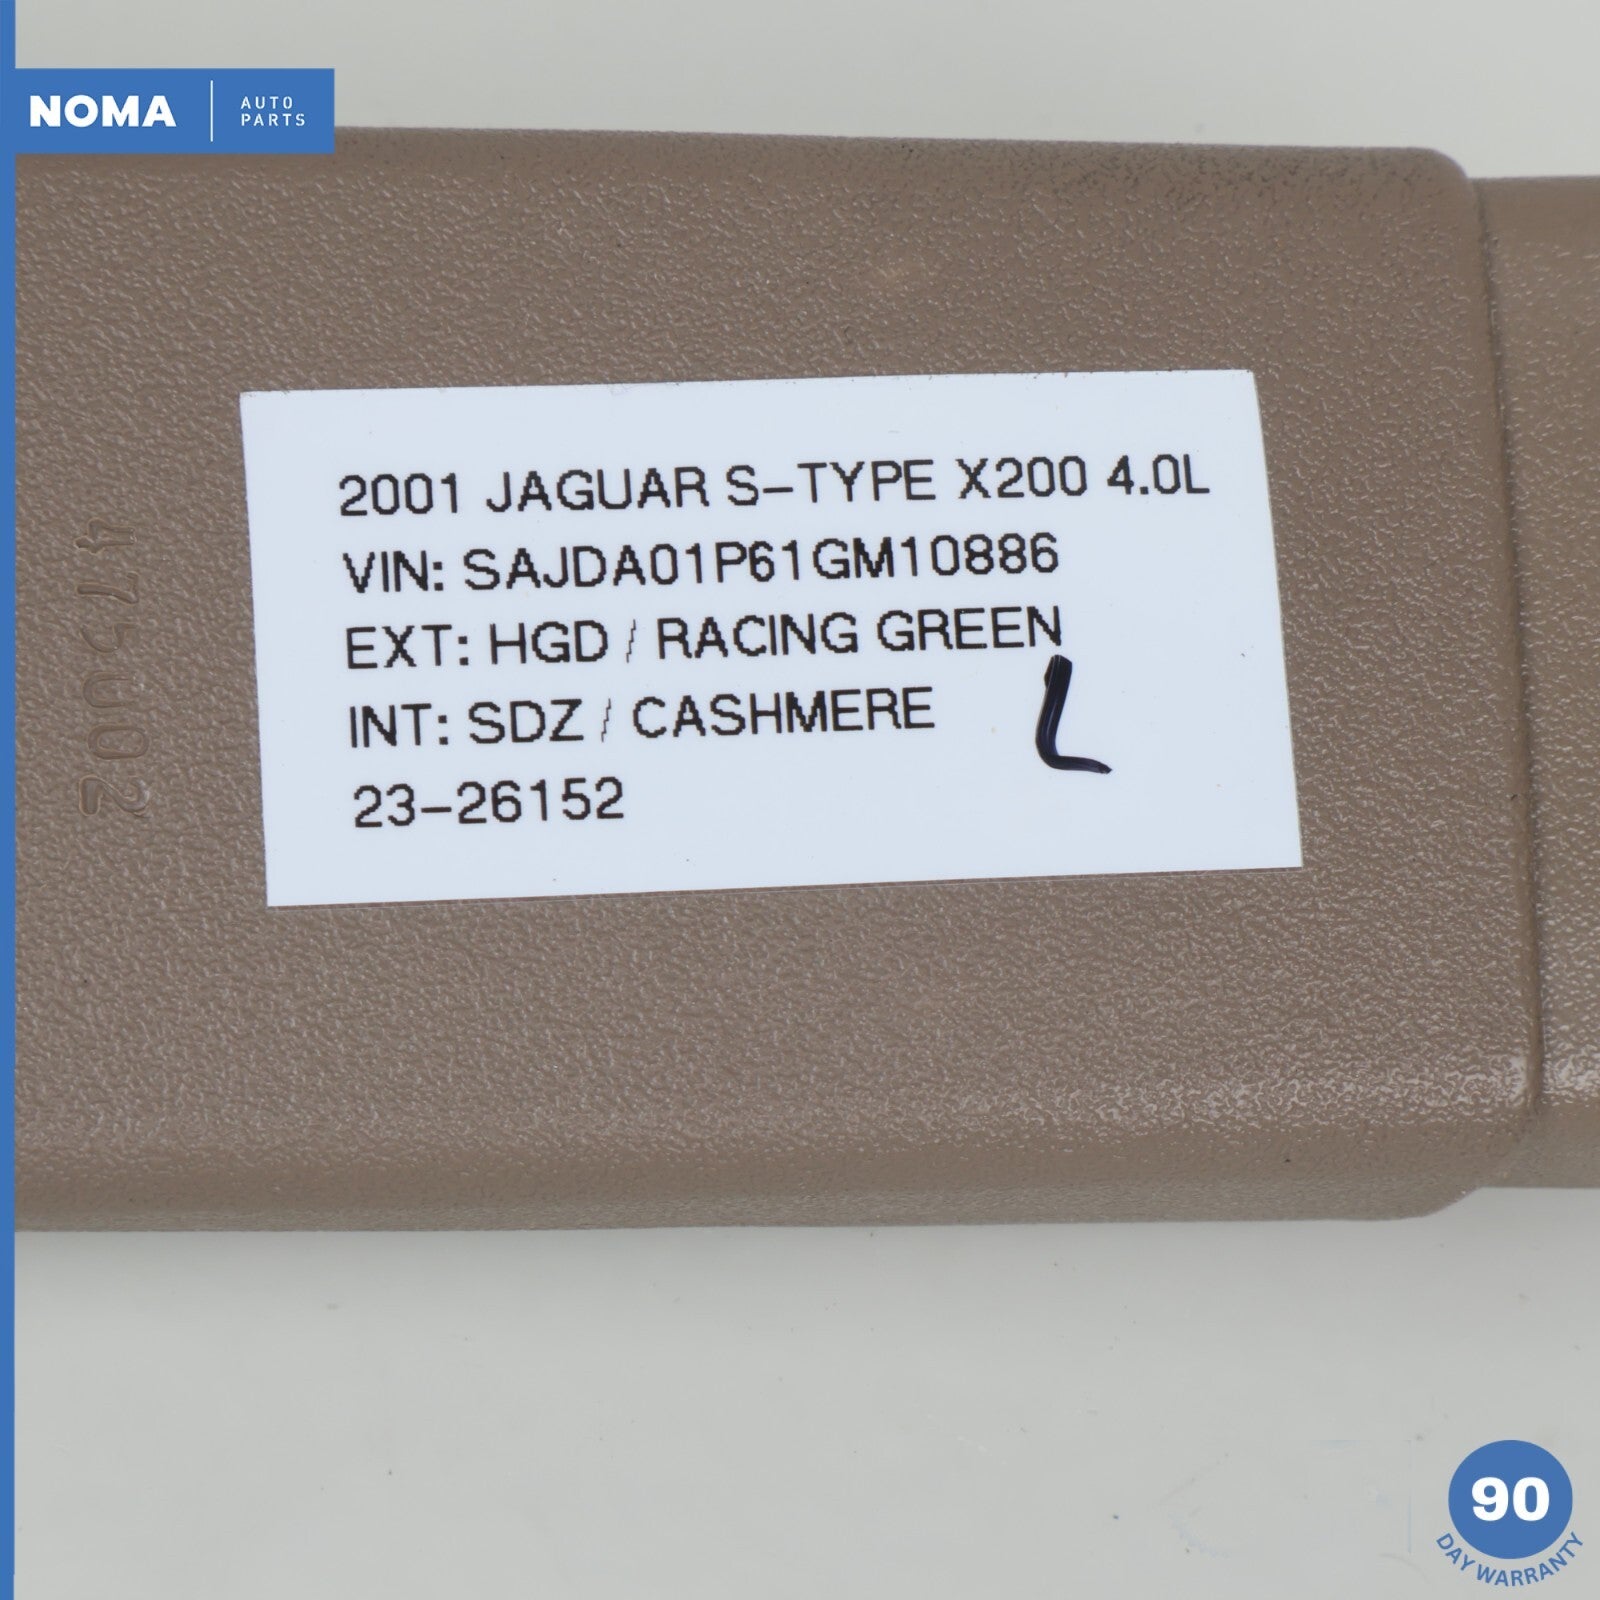 NOMA
AUTO
PARTS
2001 JAGUAR S-TYPE X200 4.0L
VIN: SAJDA01P61GM10886
EXT: HGD / RACING GREEN
INT: SDZ / CASHMERE
L
23-26152
475002
90
DAY WARRANTY